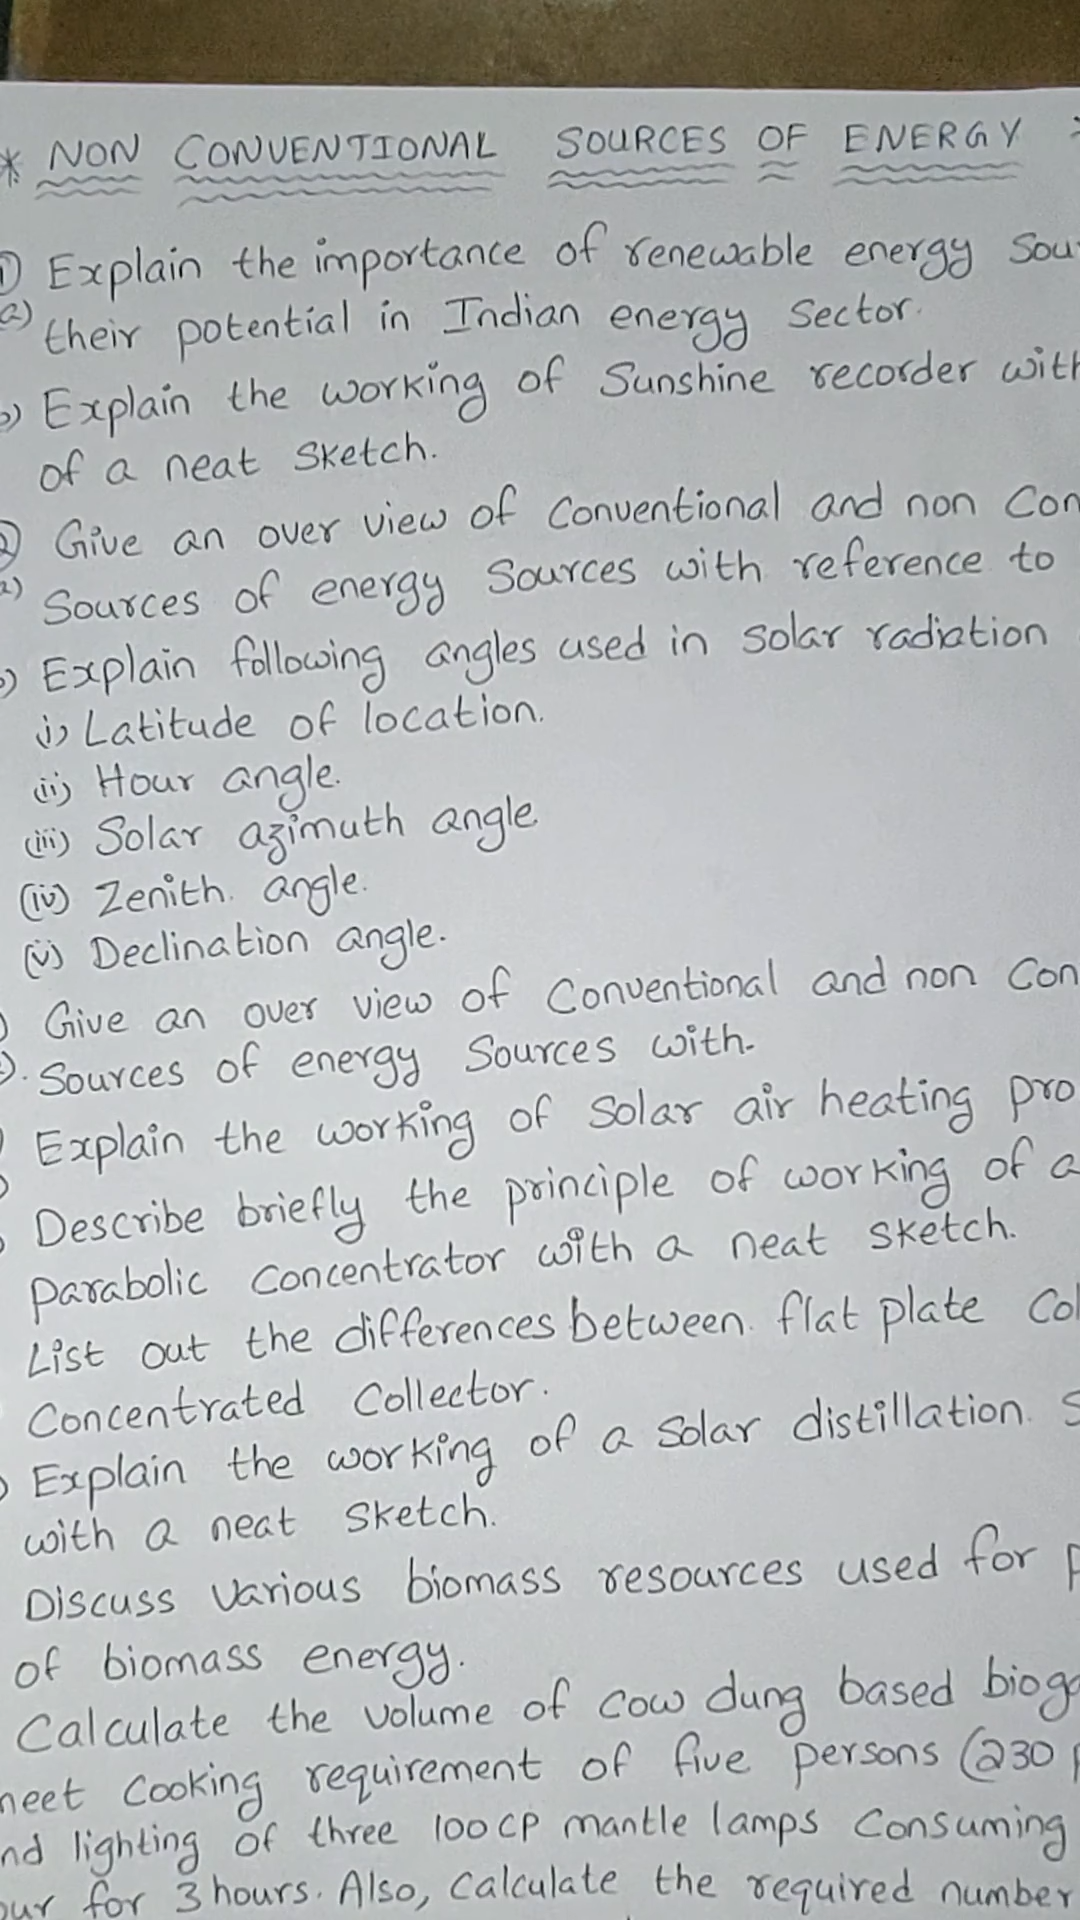 * NON CONVENTIONAL SOURCES OF ENERGY
① Explain the importance of renewable energy Sou
a) their potential in Indian energy Sector.
b) Explain the working of Sunshine recorder with
of a neat Sketch.
② Give an over view of Conventional and non Con
a) Sources of energy Sources with reference to
b) Explain following angles used in Solar radiation
i) Latitude of location.
(ii) Hour angle.
(iii) Solar azimuth angle
(iv) Zenith. angle.
(v) Declination angle.
Give an over view of Conventional and non Con
Sources of energy Sources with.
Explain the working of Solar air heating pro
Describe briefly the principle of working of a
Parabolic Concentrator with a neat sketch.
List out the differences between. flat plate Col
Concentrated Collector.
Explain the working of a Solar distillation. S
with a neat Sketch.
Discuss Various biomass resources used for p
of biomass energy.
Calculate the Volume of Cow dung based bioga
meet Cooking requirement of five persons (@30 p
nd lighting of three 100CP mantle lamps Consuming
our for 3 hours. Also, Calculate the required number